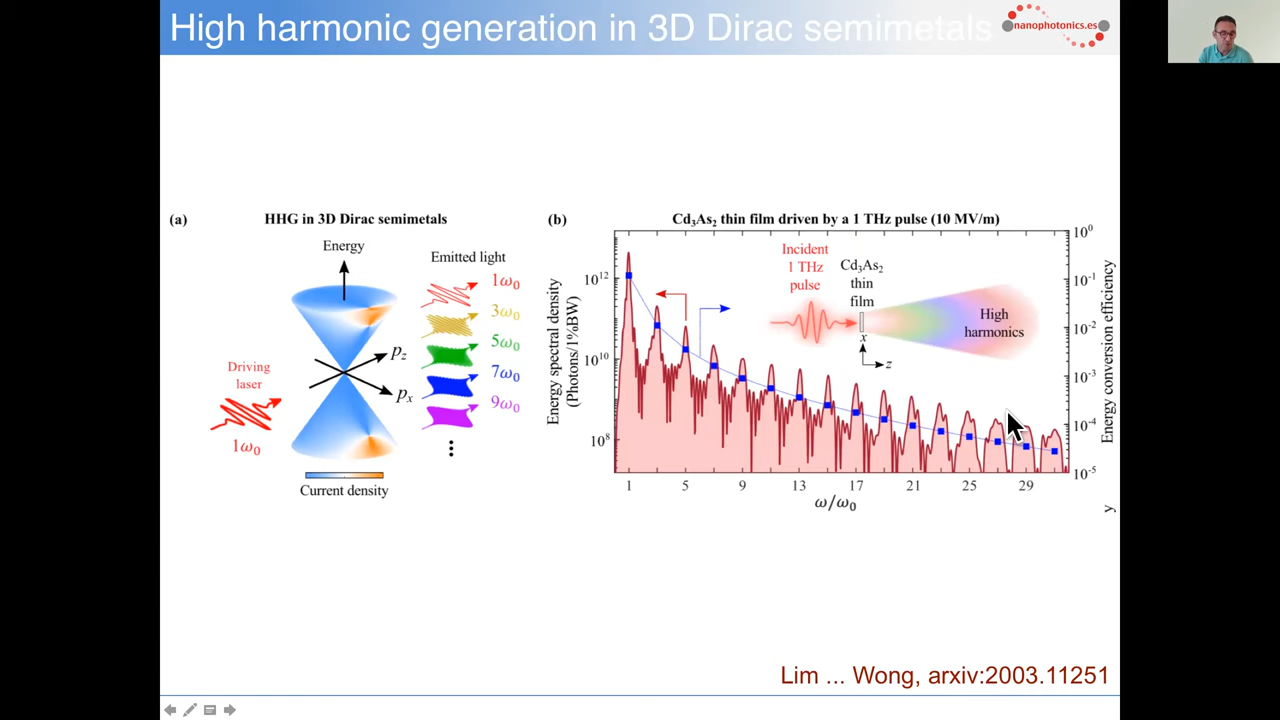 High harmonic generation in 3D Dirac semimetals
nanophotonics.es
(a)
HHG in 3D Dirac semimetals
Energy
Emitted light
1ω₀
3ω₀
5ω₀
7ω₀
9ω₀
⋮
p_z
p_x
Driving
laser
1ω₀
Current density
(b)
Cd₃As₂ thin film driven by a 1 THz pulse (10 MV/m)
Energy spectral density
(Photons/1%BW)
10¹²
10¹⁰
10⁸
Incident
1 THz
pulse
Cd₃As₂
thin
film
x
z
High
harmonics
10⁰
10⁻¹
10⁻²
10⁻³
10⁻⁴
10⁻⁵
Energy conversion efficiency
1 5 9 13 17 21 25 29
ω/ω₀
y
Lim ... Wong, arxiv:2003.11251